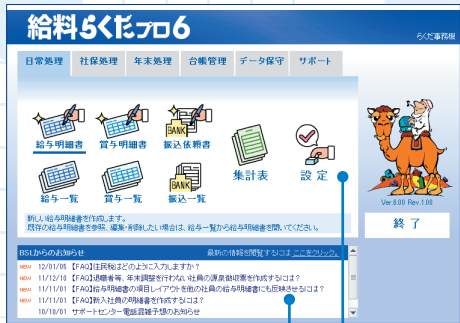 給料らくだプロ6
らくだ事務機
日常処理 社保処理 年末処理 台帳管理 データ保守 サポート
給与明細書 賞与明細書 振込依頼書
BANK
集計表 設定
BANK
給与一覧 賞与一覧 振込一覧
Ver.6.00 Rev.1.00
終了
新しい給与明細書を作成します。
既存の給与明細書を参照、編集・削除したい場合は、給与一覧から給与明細書を開いてください。
BSLからのお知らせ 最新の情報を閲覧するにはここをクリック。
NEW 12/01/05 【FAQ】住民税はどのように入力しますか？
NEW 11/12/10 【FAQ】退職者等、年末調整を行わない社員の源泉徴収票を作成するには？
NEW 11/11/01 【FAQ】給与明細書の項目レイアウトを他の社員の給与明細書にも反映させるには？
NEW 11/11/01 【FAQ】新入社員の明細書を作成するには？
10/10/01 サポートセンター電話混雑予想のお知らせ